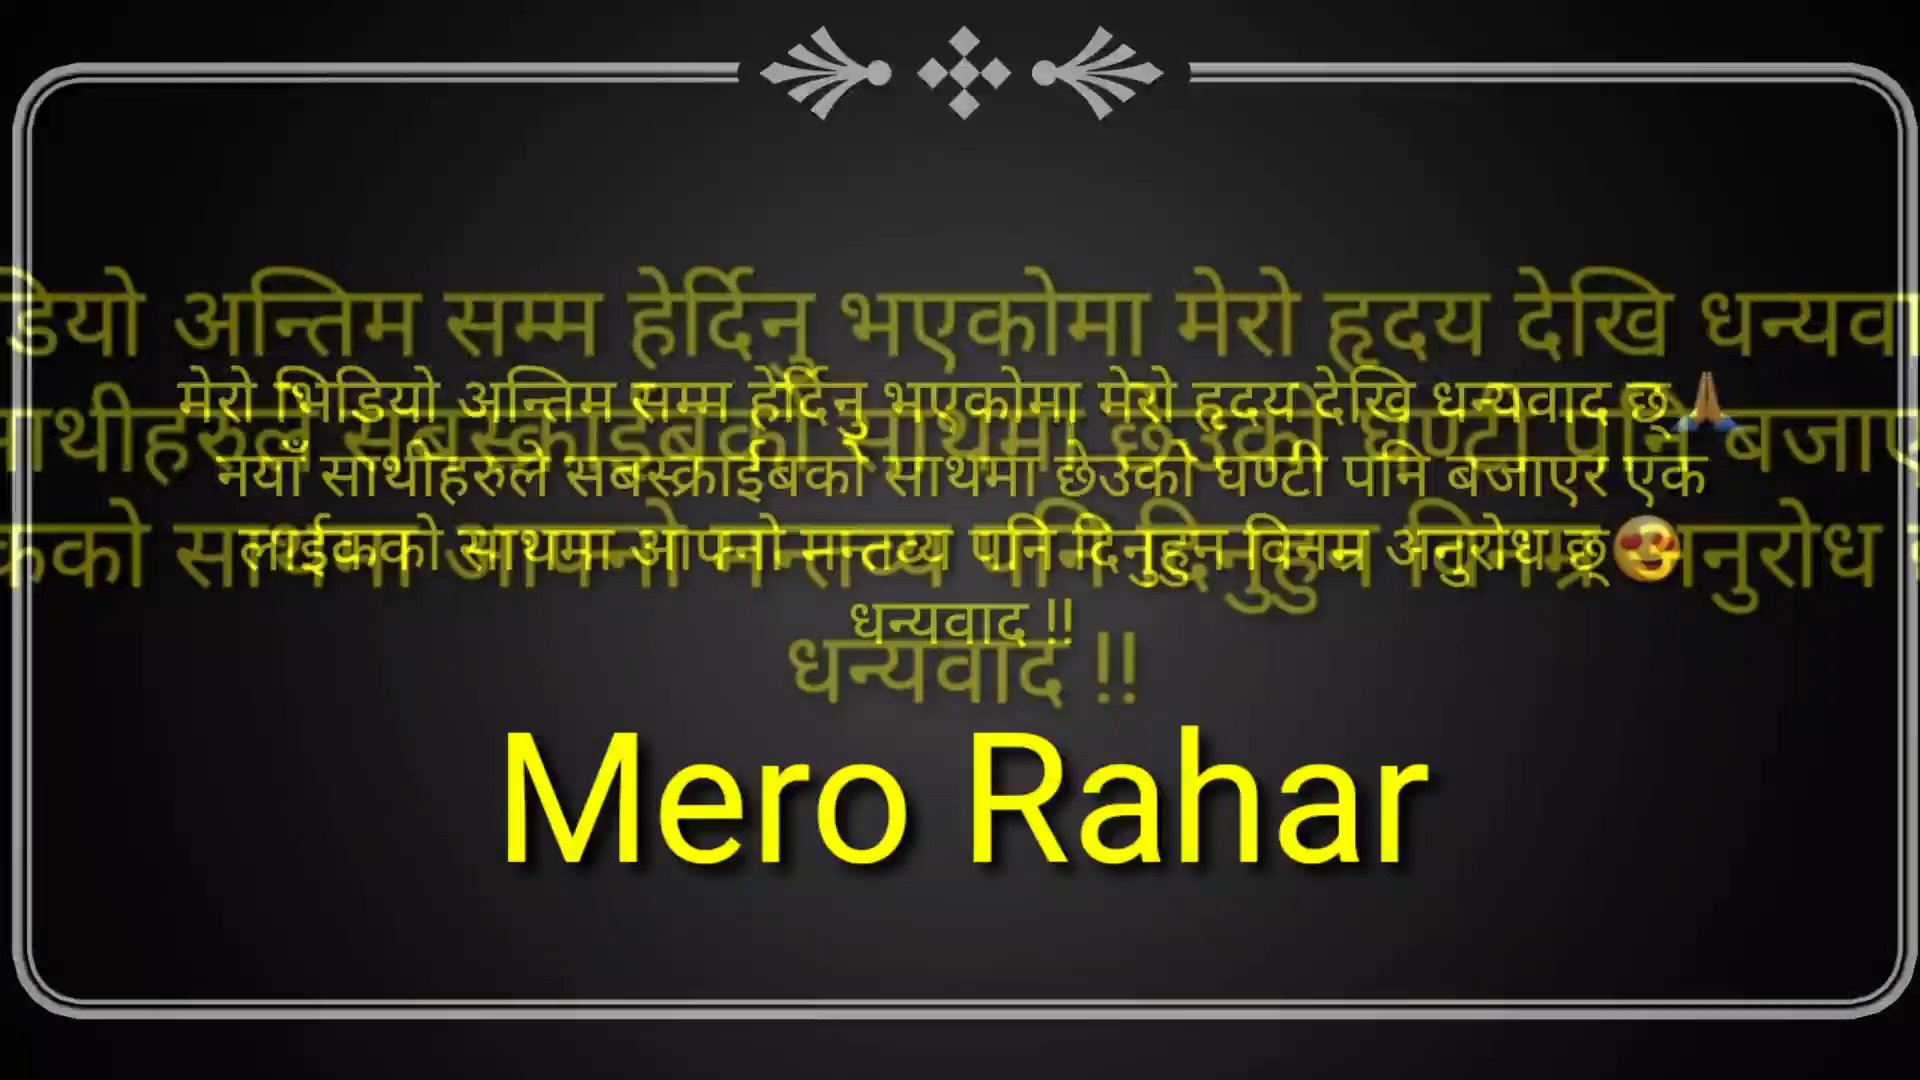 मेरो भिडियो अन्तिम सम्म हेर्दिनु भएकोमा मेरो हृदय देखि धन्यवाद छ्🙏🏽
नयाँ साथीहरुले सबस्क्राईबको साथमा छेउको घण्टी पनि बजाएर एक
लाईकको साथमा आफ्नो मन्तव्य पनि दिनुहुन विनम्र अनुरोध छ्😍
धन्यवाद !!
Mero Rahar